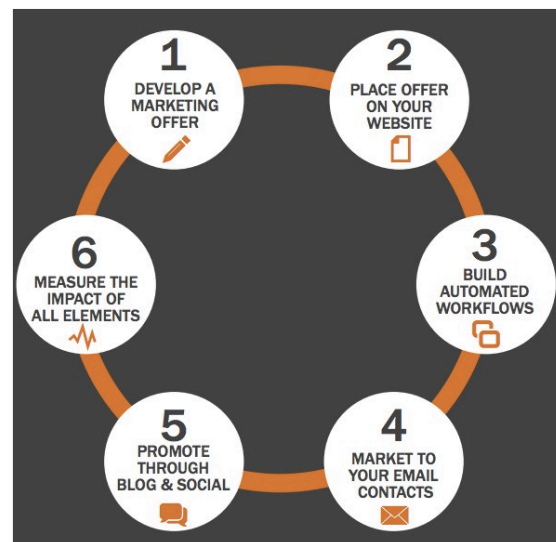 1
DEVELOP A
MARKETING
OFFER
2
PLACE OFFER
ON YOUR
WEBSITE
3
BUILD
AUTOMATED
WORKFLOWS
4
MARKET TO
YOUR EMAIL
CONTACTS
5
PROMOTE
THROUGH
BLOG & SOCIAL
6
MEASURE THE
IMPACT OF
ALL ELEMENTS